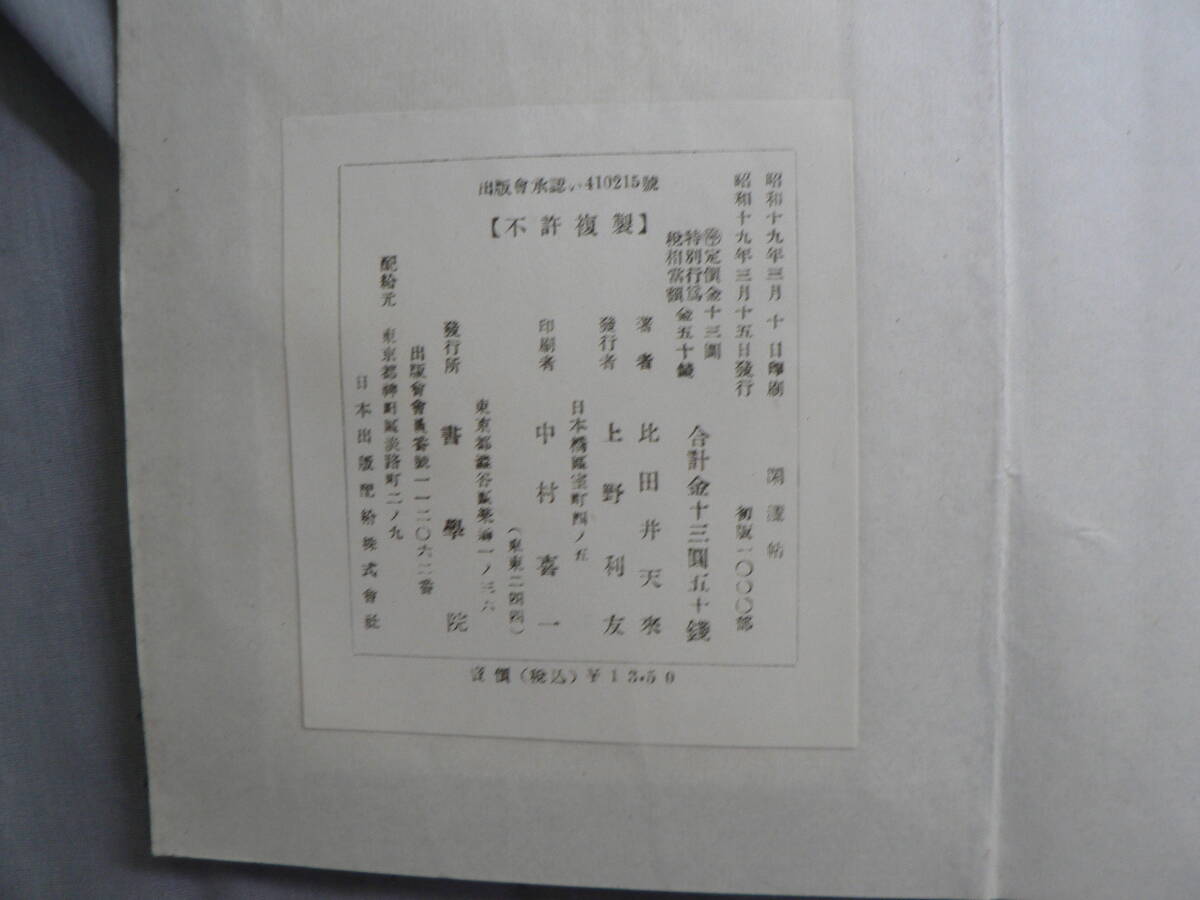 出版會承認い410215號
【不許複製】
昭和十九年三月十日印刷
昭和十九年三月十五日發行
帖
初版一〇〇〇部
定價金十三圓
特別行爲
稅相當額
金五十錢
合計金十三圓五十錢
著者 比田井天來
發行者 上野利友
日本橋區室町四ノ五
印刷者 中村喜一
(東東二四四)
東京都澁谷區 一ノ三六
發行所 書學院
出版會會員番號一一二〇六二番
配給元 東京都神田區淡路町二ノ九
日本出版配給株式會社
賣價(稅込)¥13.50